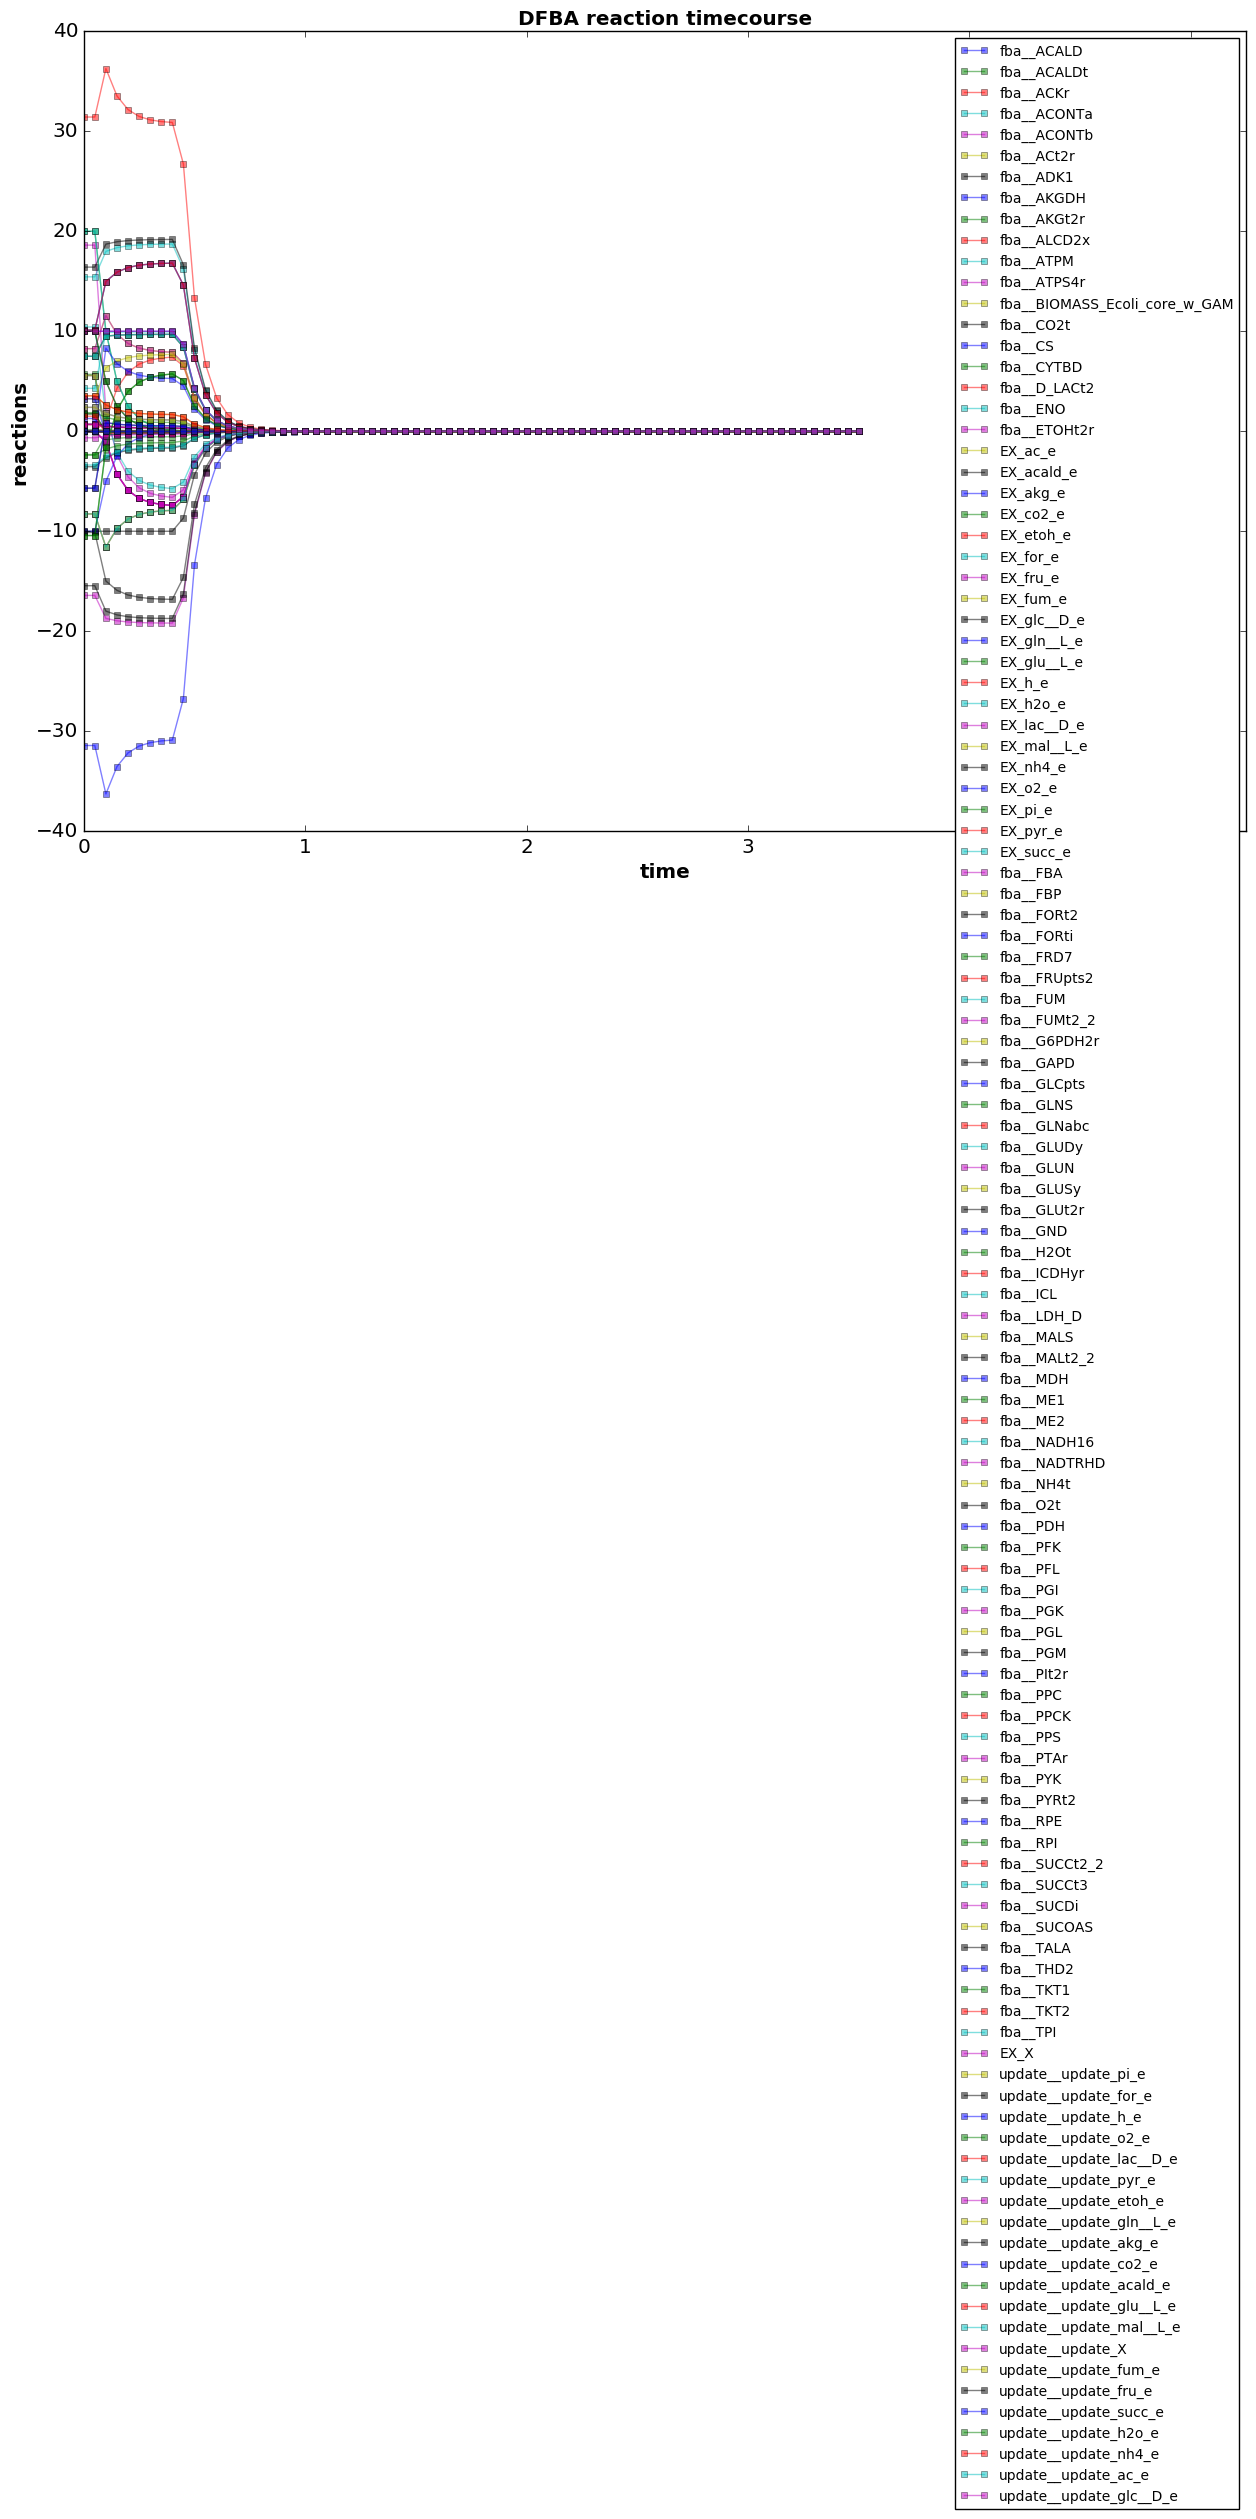 DFBA reaction timecourse
40
30
20
10
0
−10
−20
−30
−40
reactions
0
1
2
3
time
fba__ACALD
fba__ACALDt
fba__ACKr
fba__ACONTa
fba__ACONTb
fba__ACt2r
fba__ADK1
fba__AKGDH
fba__AKGt2r
fba__ALCD2x
fba__ATPM
fba__ATPS4r
fba__BIOMASS_Ecoli_core_w_GAM
fba__CO2t
fba__CS
fba__CYTBD
fba__D_LACt2
fba__ENO
fba__ETOHt2r
EX_ac_e
EX_acald_e
EX_akg_e
EX_co2_e
EX_etoh_e
EX_for_e
EX_fru_e
EX_fum_e
EX_glc__D_e
EX_gln__L_e
EX_glu__L_e
EX_h_e
EX_h2o_e
EX_lac__D_e
EX_mal__L_e
EX_nh4_e
EX_o2_e
EX_pi_e
EX_pyr_e
EX_succ_e
fba__FBA
fba__FBP
fba__FORt2
fba__FORti
fba__FRD7
fba__FRUpts2
fba__FUM
fba__FUMt2_2
fba__G6PDH2r
fba__GAPD
fba__GLCpts
fba__GLNS
fba__GLNabc
fba__GLUDy
fba__GLUN
fba__GLUSy
fba__GLUt2r
fba__GND
fba__H2Ot
fba__ICDHyr
fba__ICL
fba__LDH_D
fba__MALS
fba__MALt2_2
fba__MDH
fba__ME1
fba__ME2
fba__NADH16
fba__NADTRHD
fba__NH4t
fba__O2t
fba__PDH
fba__PFK
fba__PFL
fba__PGI
fba__PGK
fba__PGL
fba__PGM
fba__PIt2r
fba__PPC
fba__PPCK
fba__PPS
fba__PTAr
fba__PYK
fba__PYRt2
fba__RPE
fba__RPI
fba__SUCCt2_2
fba__SUCCt3
fba__SUCDi
fba__SUCOAS
fba__TALA
fba__THD2
fba__TKT1
fba__TKT2
fba__TPI
EX_X
update__update_pi_e
update__update_for_e
update__update_h_e
update__update_o2_e
update__update_lac__D_e
update__update_pyr_e
update__update_etoh_e
update__update_gln__L_e
update__update_akg_e
update__update_co2_e
update__update_acald_e
update__update_glu__L_e
update__update_mal__L_e
update__update_X
update__update_fum_e
update__update_fru_e
update__update_succ_e
update__update_h2o_e
update__update_nh4_e
update__update_ac_e
update__update_glc__D_e